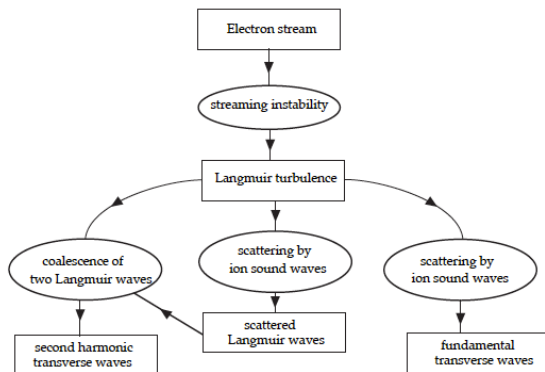 Electron stream
streaming instability
Langmuir turbulence
coalescence of
two Langmuir waves
scattering by
ion sound waves
scattering by
ion sound waves
second harmonic
transverse waves
scattered
Langmuir waves
fundamental
transverse waves